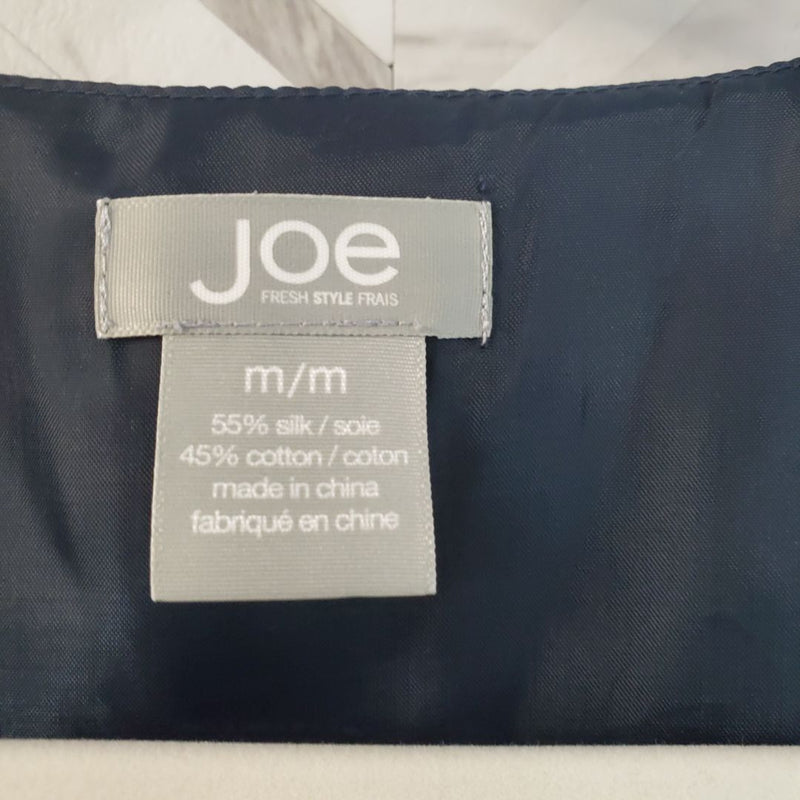 Joe
FRESH STYLE FRAIS
m/m
55% silk / soie
45% cotton / coton
made in china
fabriqué en chine